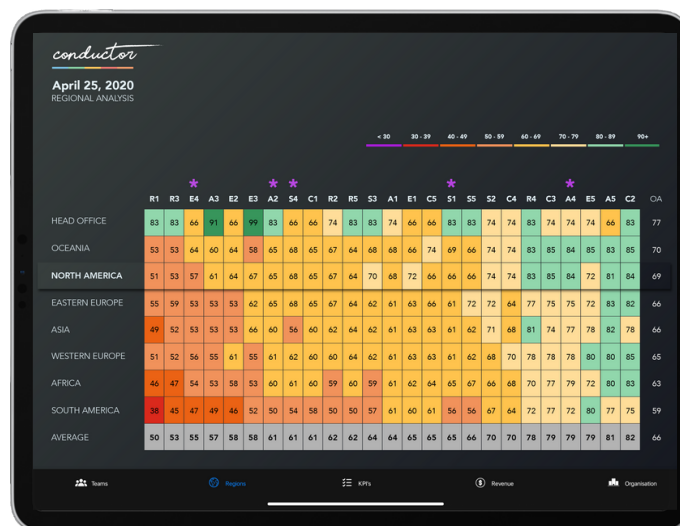 conductor
April 25, 2020
REGIONAL ANALYSIS
< 30 30 - 39 40 - 49 50 - 59 60 - 69 70 - 79 80 - 89 90+
* * * * *
R1 R3 E4 A3 E2 E3 A2 S4 C1 R2 R5 S3 A1 E1 C5 S1 S5 S2 C4 R4 C3 A4 E5 A5 C2 OA
HEAD OFFICE 83 83 66 91 66 99 83 66 66 74 83 83 74 66 66 83 83 74 74 83 74 74 74 66 83 77
OCEANIA 53 53 64 60 64 58 65 68 65 67 64 68 68 66 74 69 66 74 74 83 85 84 85 83 85 70
NORTH AMERICA 51 53 57 61 64 67 65 68 65 67 64 70 68 72 66 66 66 74 74 83 85 84 72 81 84 69
EASTERN EUROPE 55 59 53 53 53 62 65 68 65 67 64 62 61 63 66 61 72 72 64 77 75 75 72 83 82 66
ASIA 49 52 53 53 53 66 60 56 60 62 64 62 61 63 63 61 62 71 68 81 74 77 78 82 78 66
WESTERN EUROPE 51 52 56 55 61 55 61 62 60 60 64 62 61 63 63 61 62 68 70 78 78 78 80 80 85 65
AFRICA 46 47 54 53 58 53 60 61 60 59 60 59 62 61 64 65 67 66 68 70 77 79 72 80 83 63
SOUTH AMERICA 38 45 47 49 46 52 50 54 58 50 50 57 61 60 61 56 56 67 64 72 77 72 80 77 75 59
AVERAGE 50 53 55 57 58 58 61 61 61 62 62 64 64 65 65 65 66 70 70 78 79 79 79 81 82 66
Teams Regions KPI's Revenue Organisation